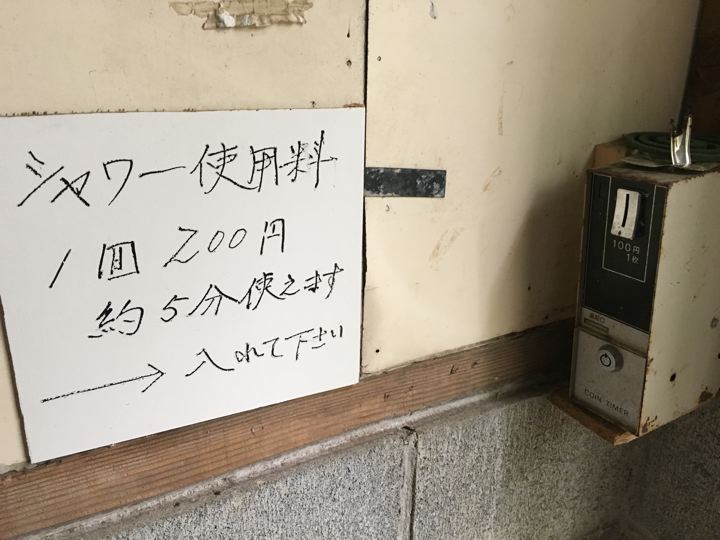 シャワー使用料
1回 200円
約5分使えます
→ 入れて下さい
100円
1枚
COIN TIMER